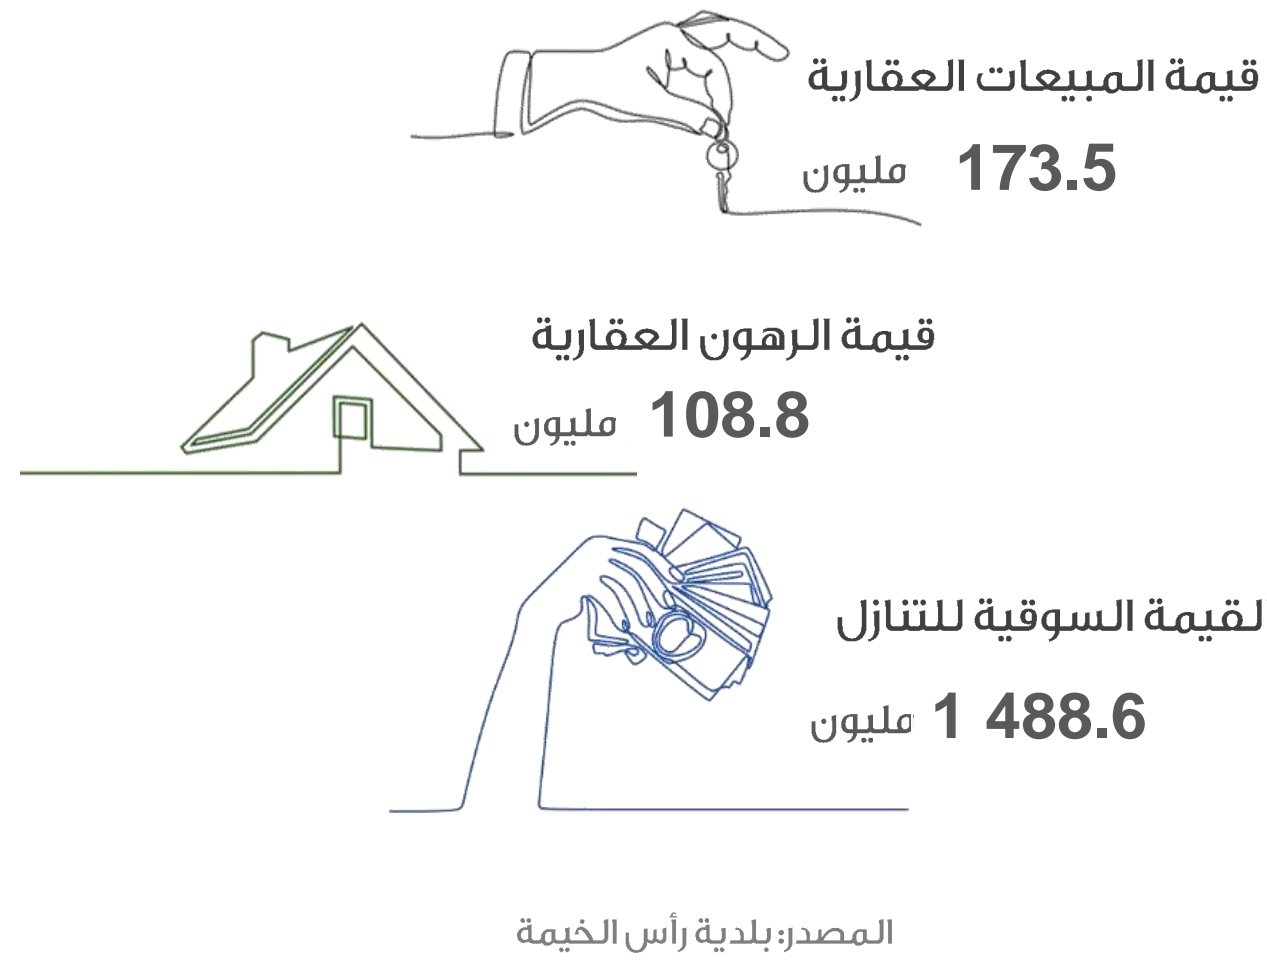 قيمة المبيعات العقارية
173.5 مليون
قيمة الرهون العقارية
108.8 مليون
لقيمة السوقية للتنازل
1 488.6 مليون
المصدر: بلدية رأس الخيمة